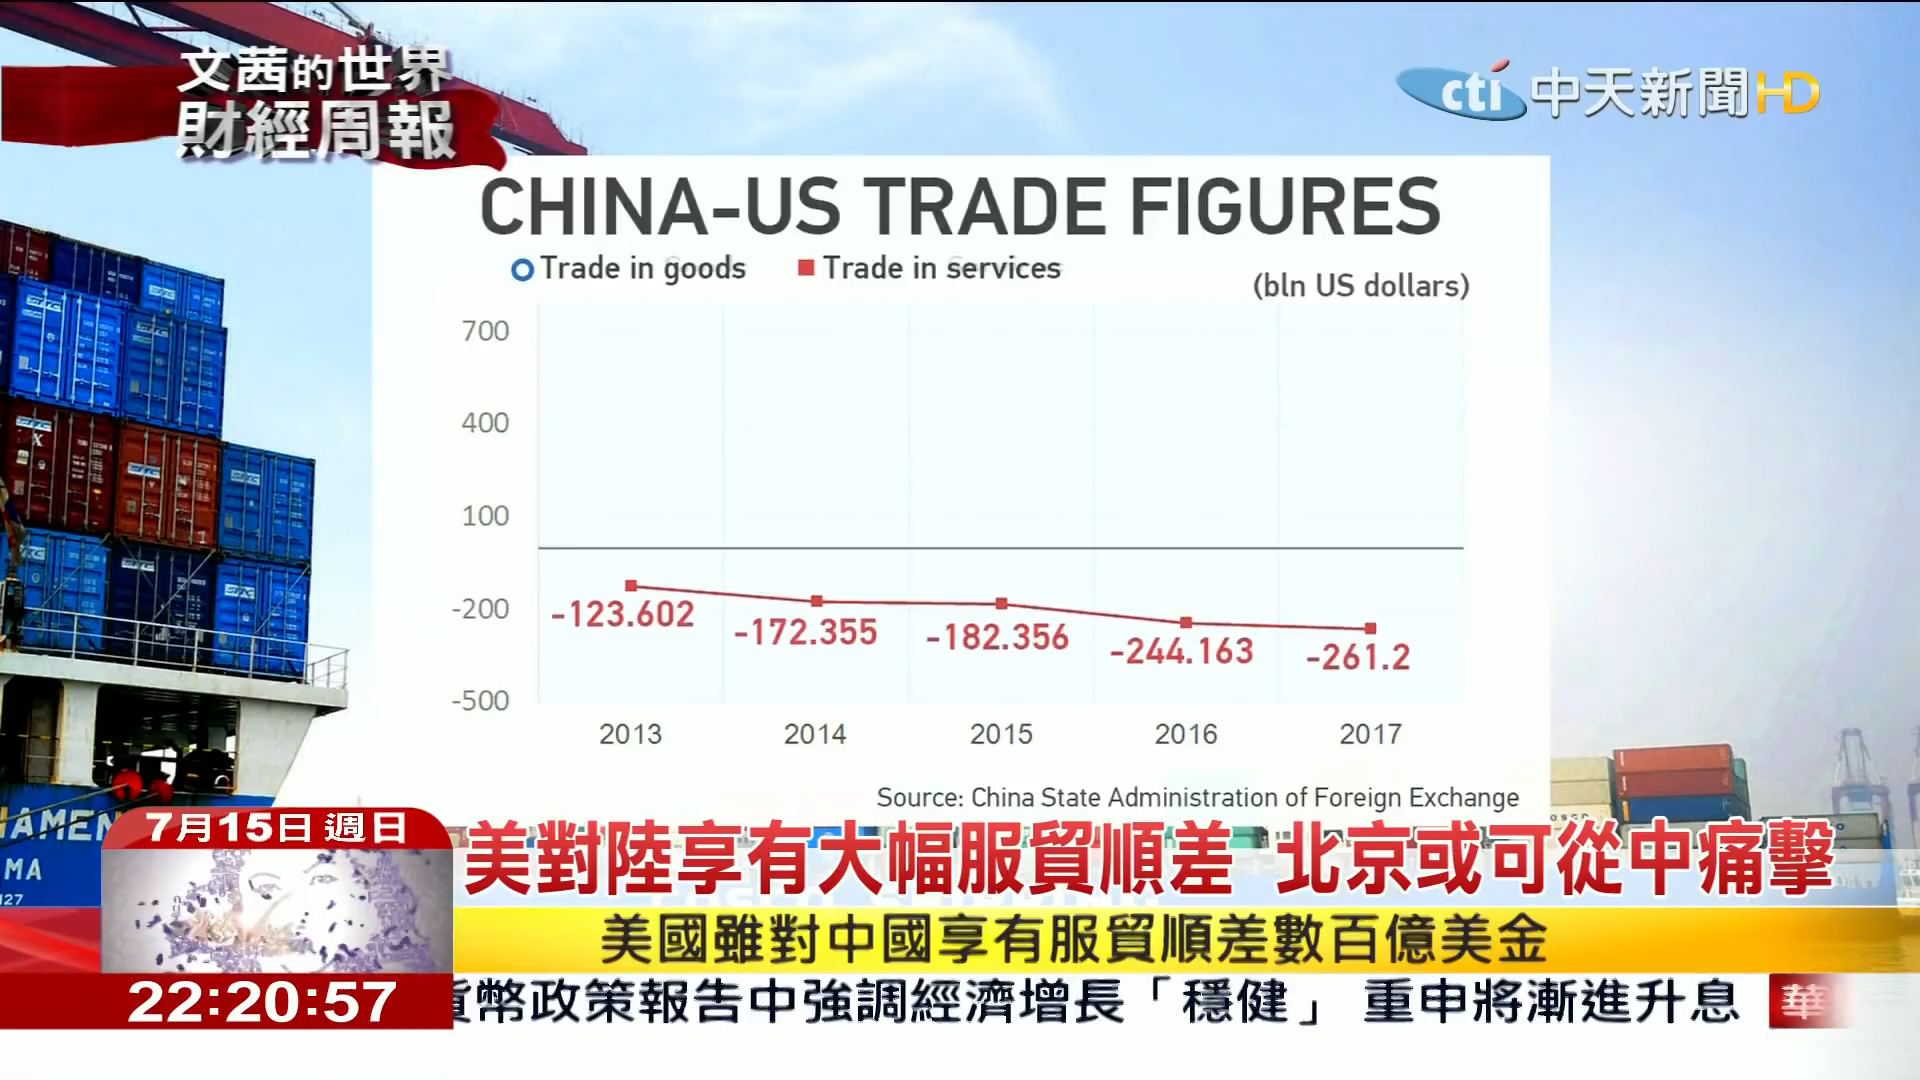 文茜的世界
財經周報
cti 中天新聞HD
CHINA-US TRADE FIGURES
Trade in goods
Trade in services
(bln US dollars)
700
400
100
-200
-500
-123.602
-172.355
-182.356
-244.163
-261.2
2013
2014
2015
2016
2017
Source: China State Administration of Foreign Exchange
7月15日 週日
美對陸享有大幅服貿順差 北京或可從中痛擊
美國雖對中國享有服貿順差數百億美金
22:20:57
貨幣政策報告中強調經濟增長「穩健」 重申將漸進升息
華